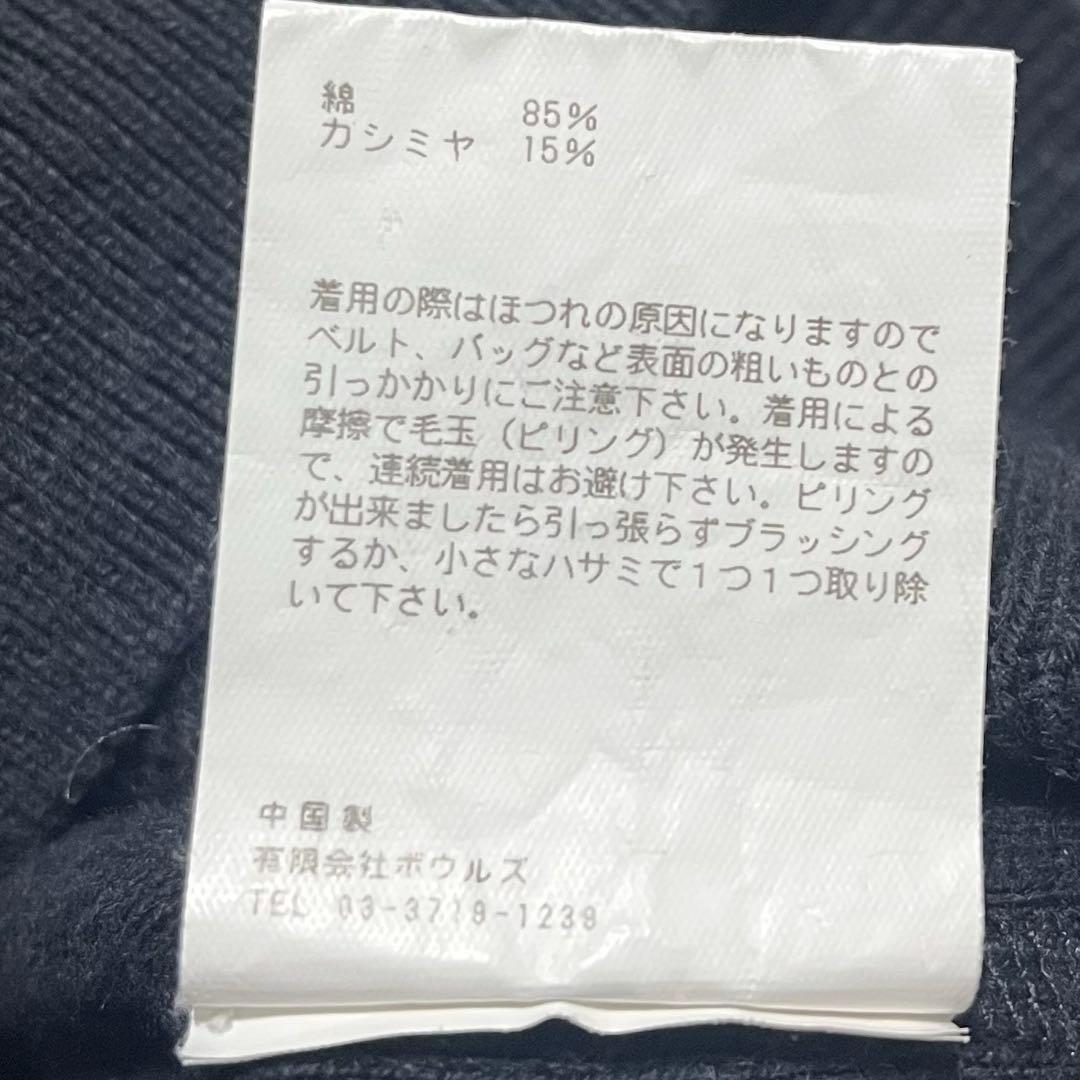 綿 85%
カシミヤ 15%
着用の際はほつれの原因になりますので
ベルト、バッグなど表面の粗いものとの
引っかかりにご注意下さい。着用による
摩擦で毛玉（ピリング）が発生しますの
で、連続着用はお避け下さい。ピリング
が出来ましたら引っ張らずブラッシング
するか、小さなハサミで１つ１つ取り除
いて下さい。
中国製
有限会社ボウルズ
TEL 03-3719-1239